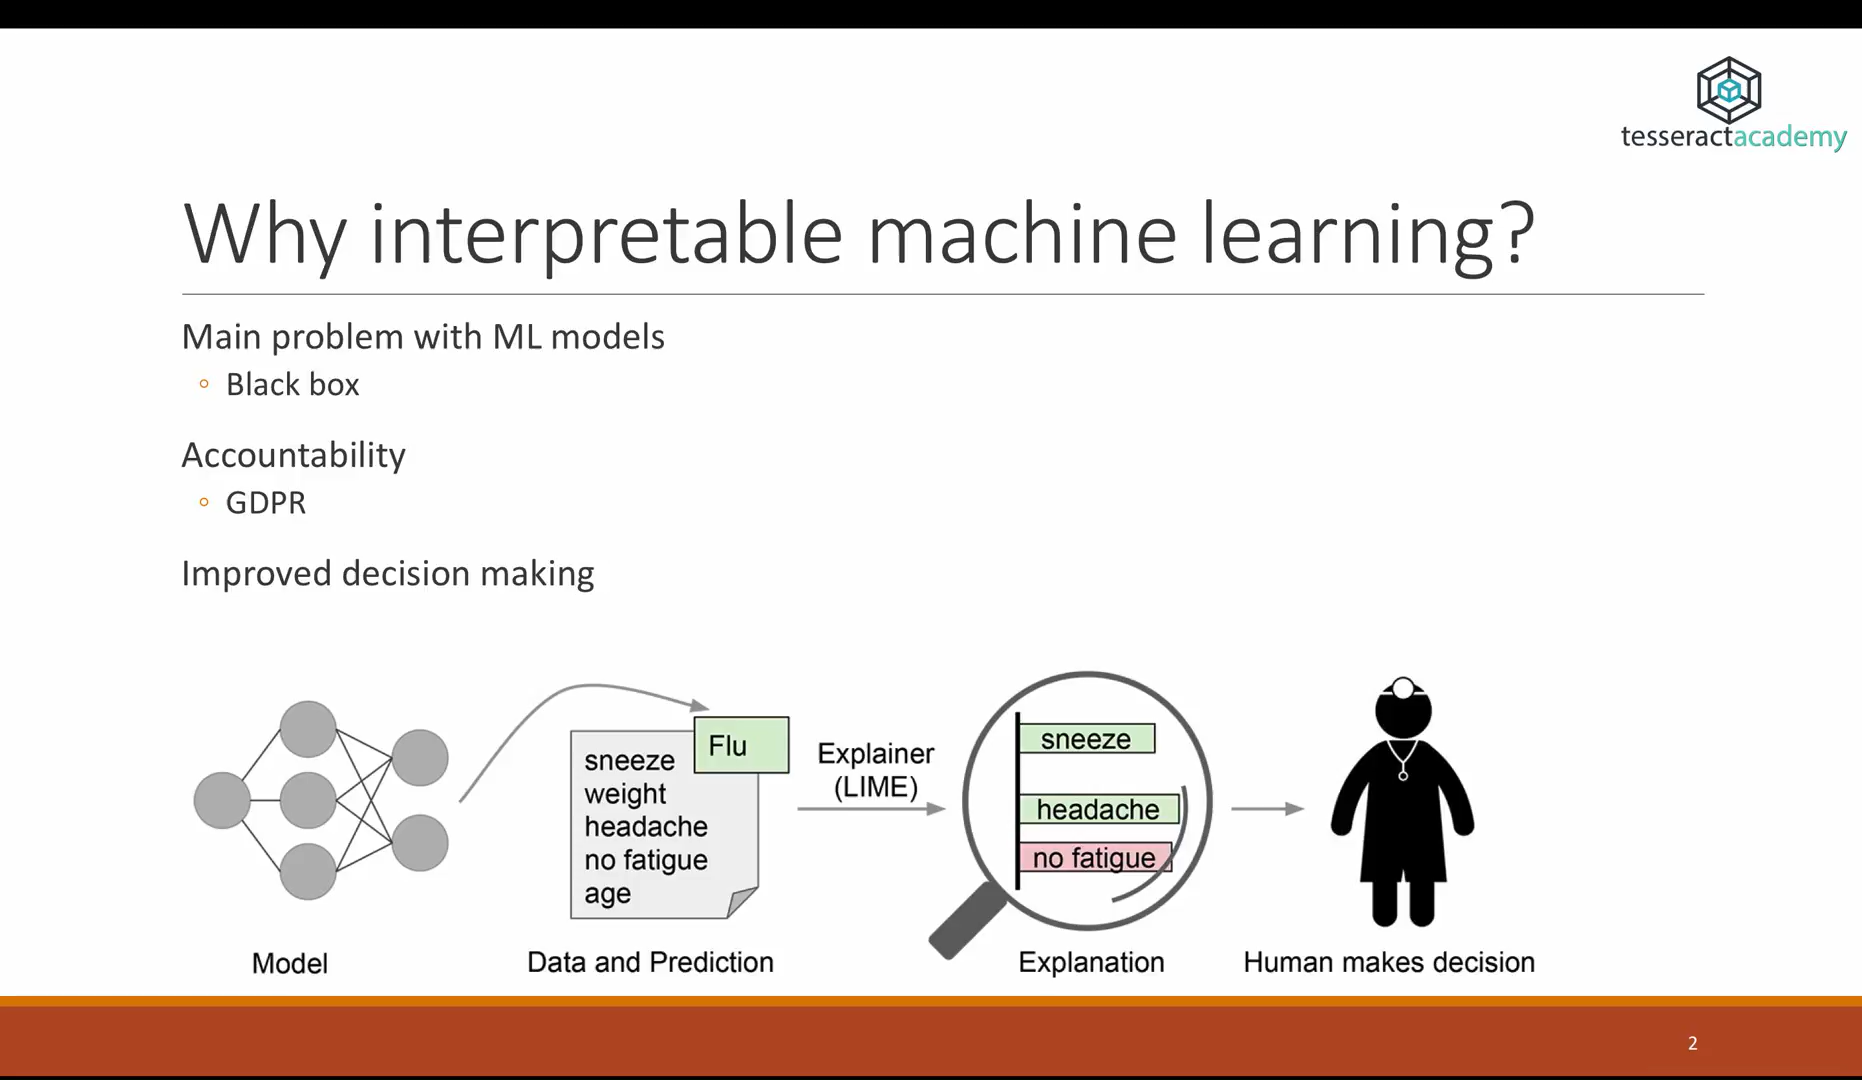 tesseractacademy
Why interpretable machine learning?
Main problem with ML models
◦ Black box
Accountability
◦ GDPR
Improved decision making
Flu
sneeze
weight
headache
no fatigue
age
Explainer
(LIME)
sneeze
headache
no fatigue
Model
Data and Prediction
Explanation
Human makes decision
2